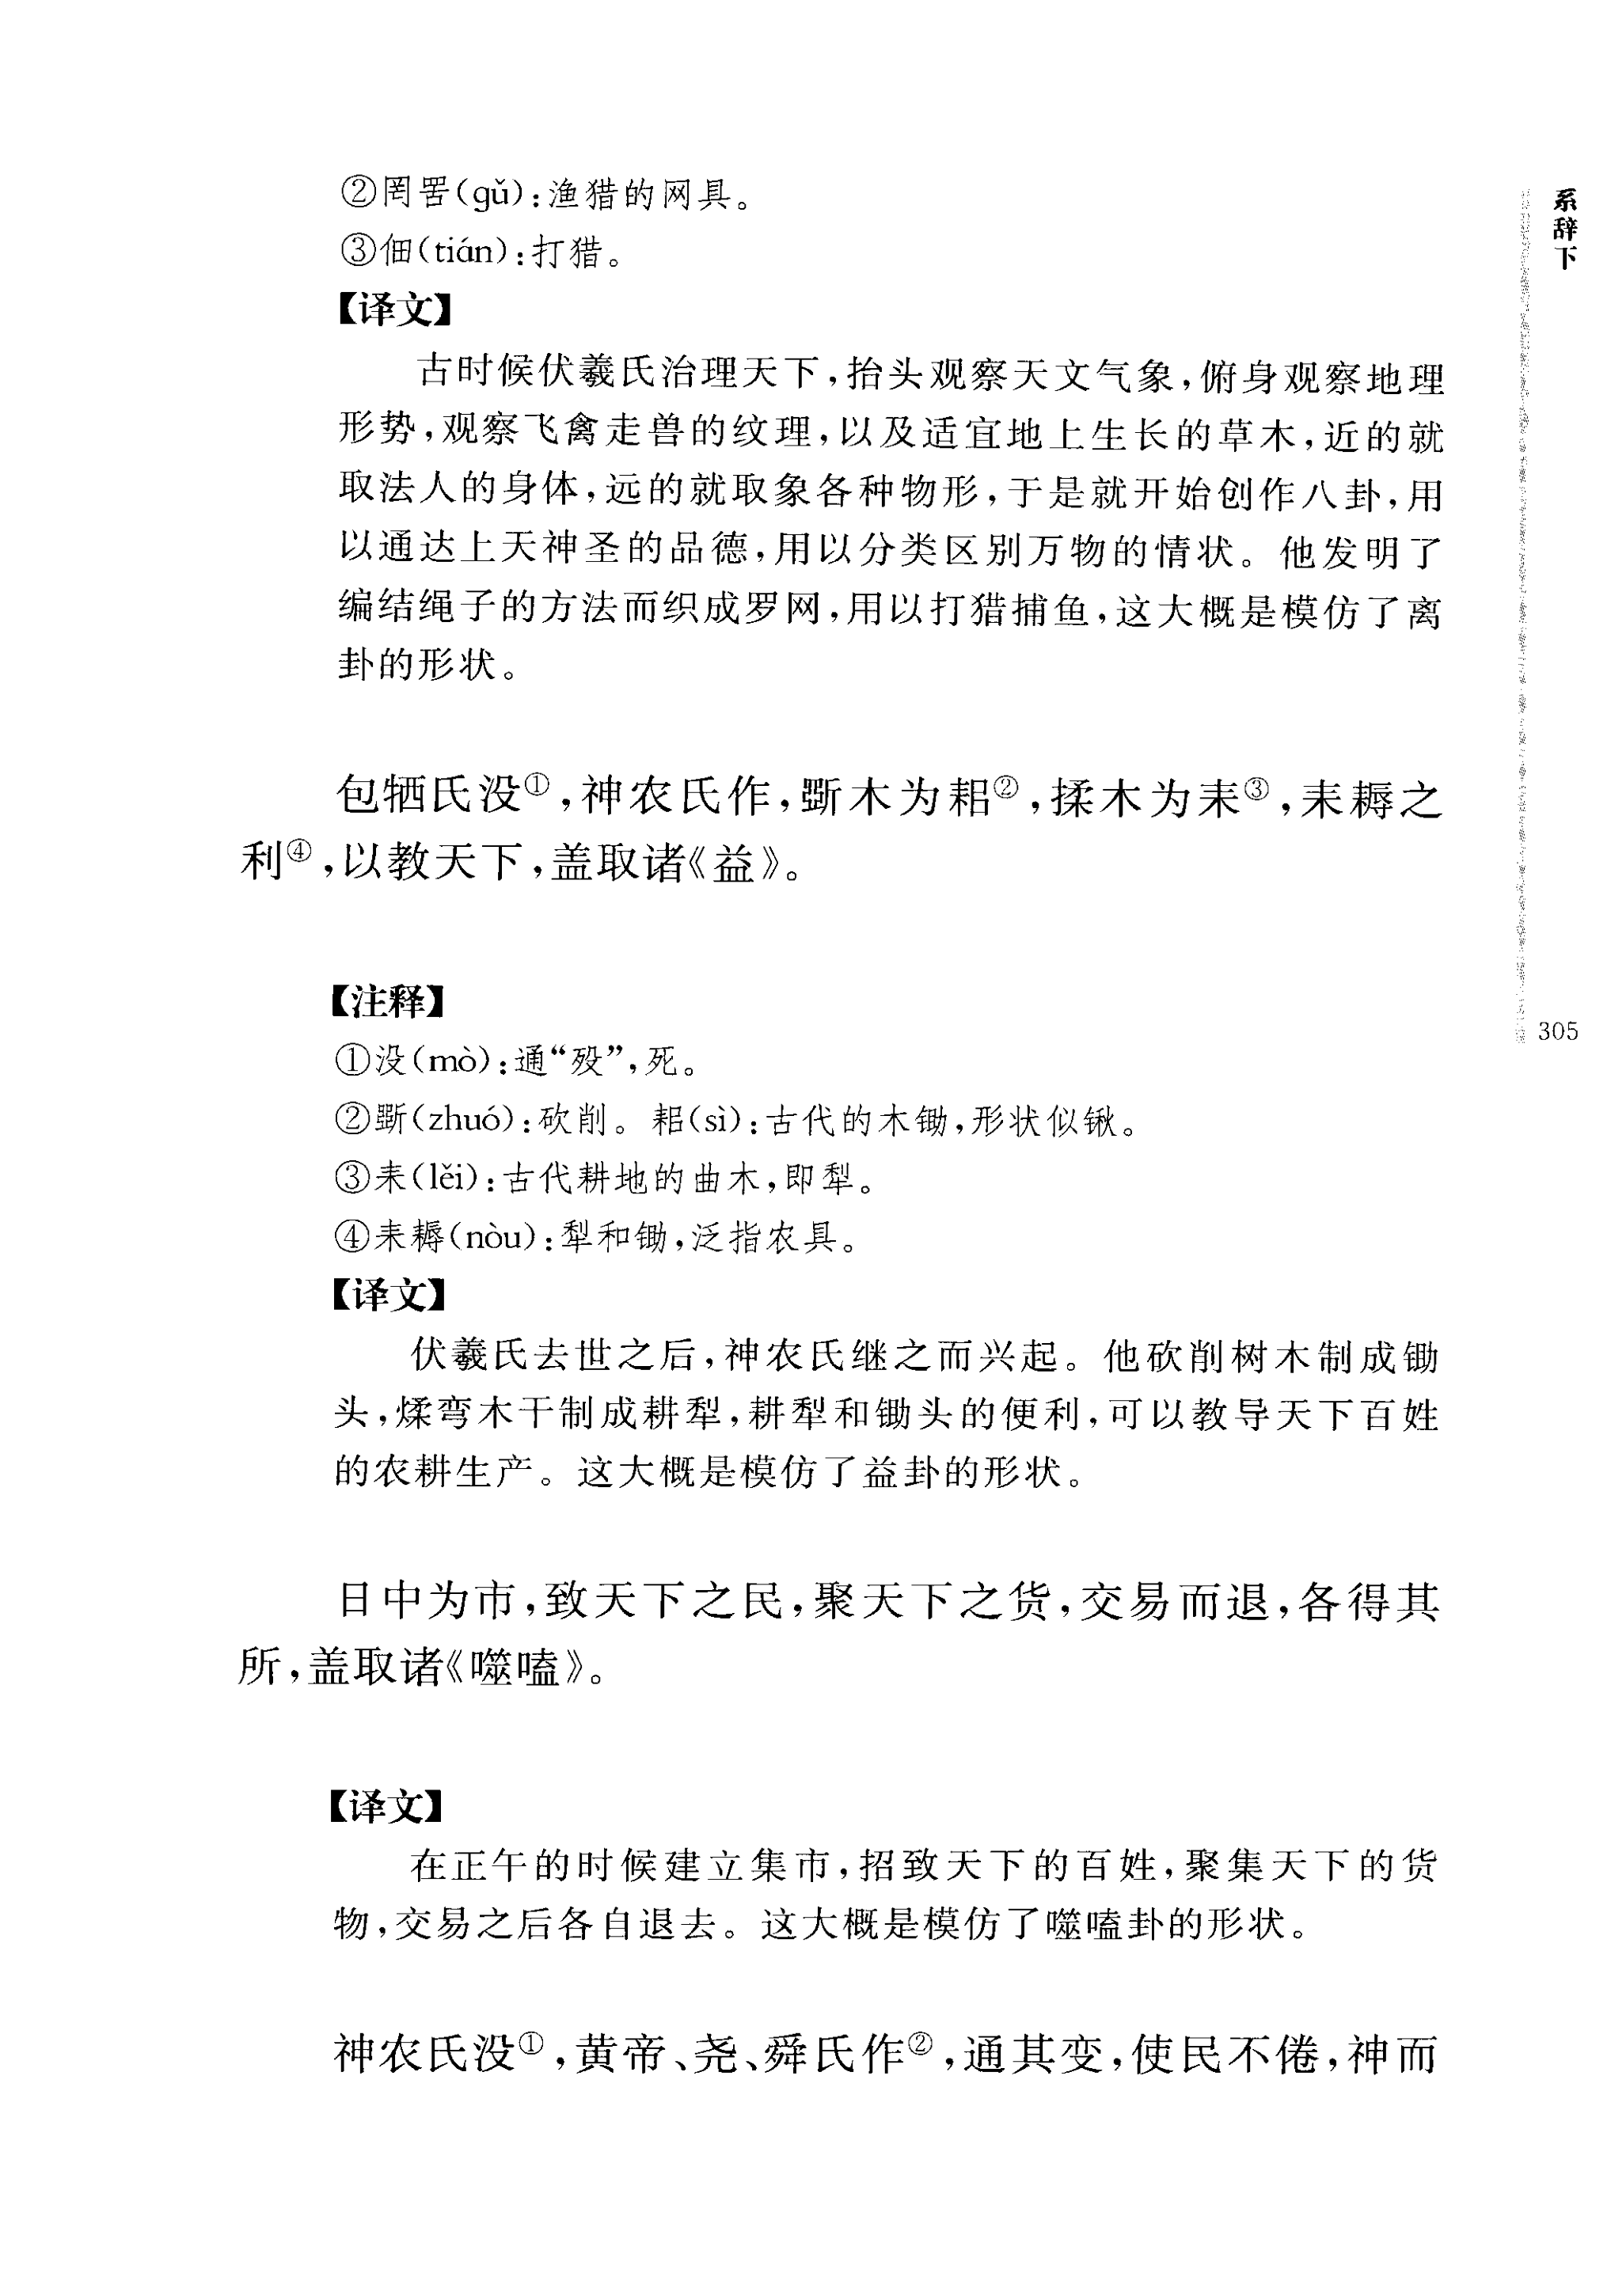 ②罔罟(gǔ):渔猎的网具。
③佃(tián):打猎。
【译文】
古时候伏羲氏治理天下,抬头观察天文气象,俯身观察地理
形势,观察飞禽走兽的纹理,以及适宜地上生长的草木,近的就
取法人的身体,远的就取象各种物形,于是就开始创作八卦,用
以通达上天神圣的品德,用以分类区别万物的情状。他发明了
编结绳子的方法而织成罗网,用以打猎捕鱼,这大概是模仿了离
卦的形状。
包牺氏没①,神农氏作,斲木为耜②,揉木为耒③,耒耨之
利④,以教天下,盖取诸《益》。
【注释】
①没(mò):通“殁”,死。
②斲(zhuó):砍削。耜(sì):古代的木锄,形状似锹。
③耒(lěi):古代耕地的曲木,即犁。
④耒耨(nòu):犁和锄,泛指农具。
【译文】
伏羲氏去世之后,神农氏继之而兴起。他砍削树木制成锄
头,煣弯木干制成耕犁,耕犁和锄头的便利,可以教导天下百姓
的农耕生产。这大概是模仿了益卦的形状。
日中为市,致天下之民,聚天下之货,交易而退,各得其
所,盖取诸《噬嗑》。
【译文】
在正午的时候建立集市,招致天下的百姓,聚集天下的货
物,交易之后各自退去。这大概是模仿了噬嗑卦的形状。
神农氏没①,黄帝、尧、舜氏作②,通其变,使民不倦,神而
系辞下
305